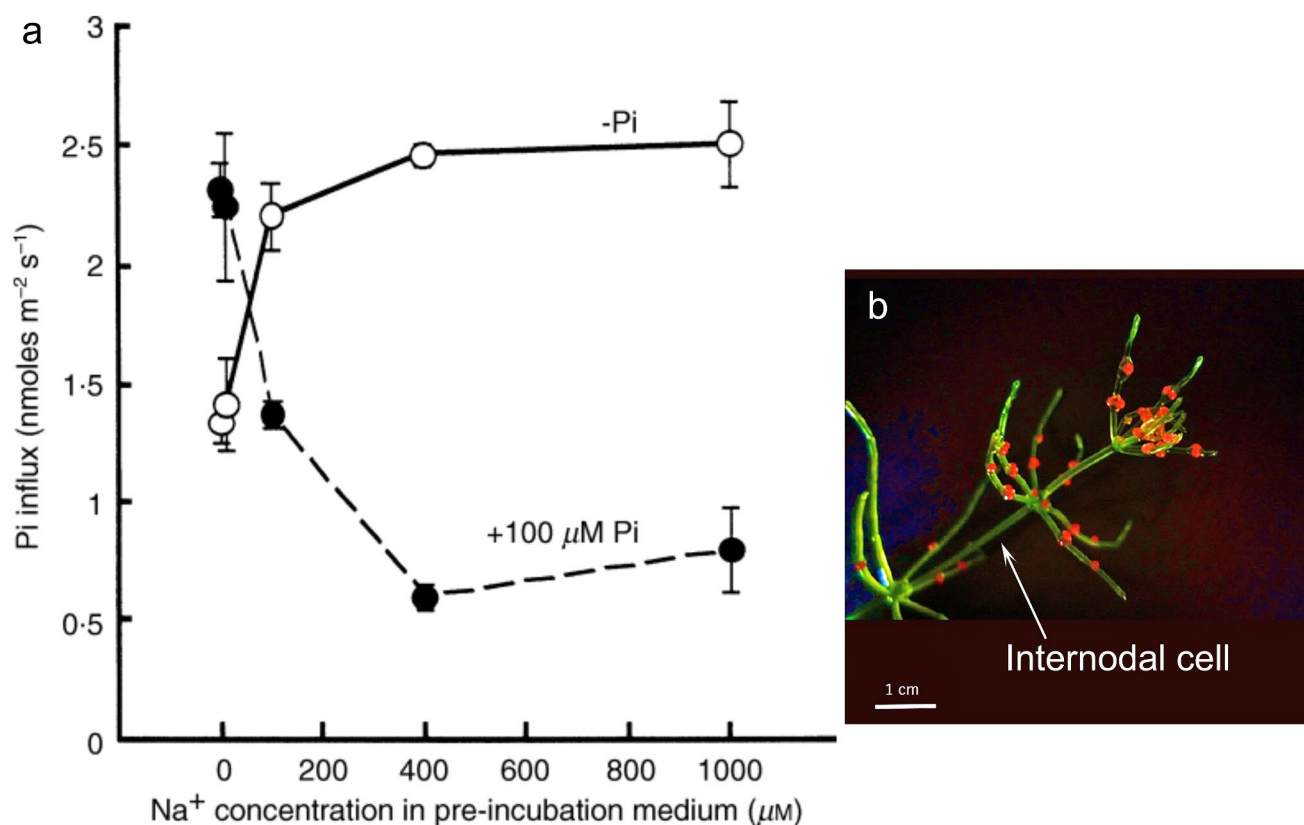 a
3
2·5
2
1·5
1
0·5
0
Pi influx (nmoles m⁻² s⁻¹)
-Pi
+100 μM Pi
0 200 400 600 800 1000
Na⁺ concentration in pre-incubation medium (μM)
b
Internodal cell
1 cm